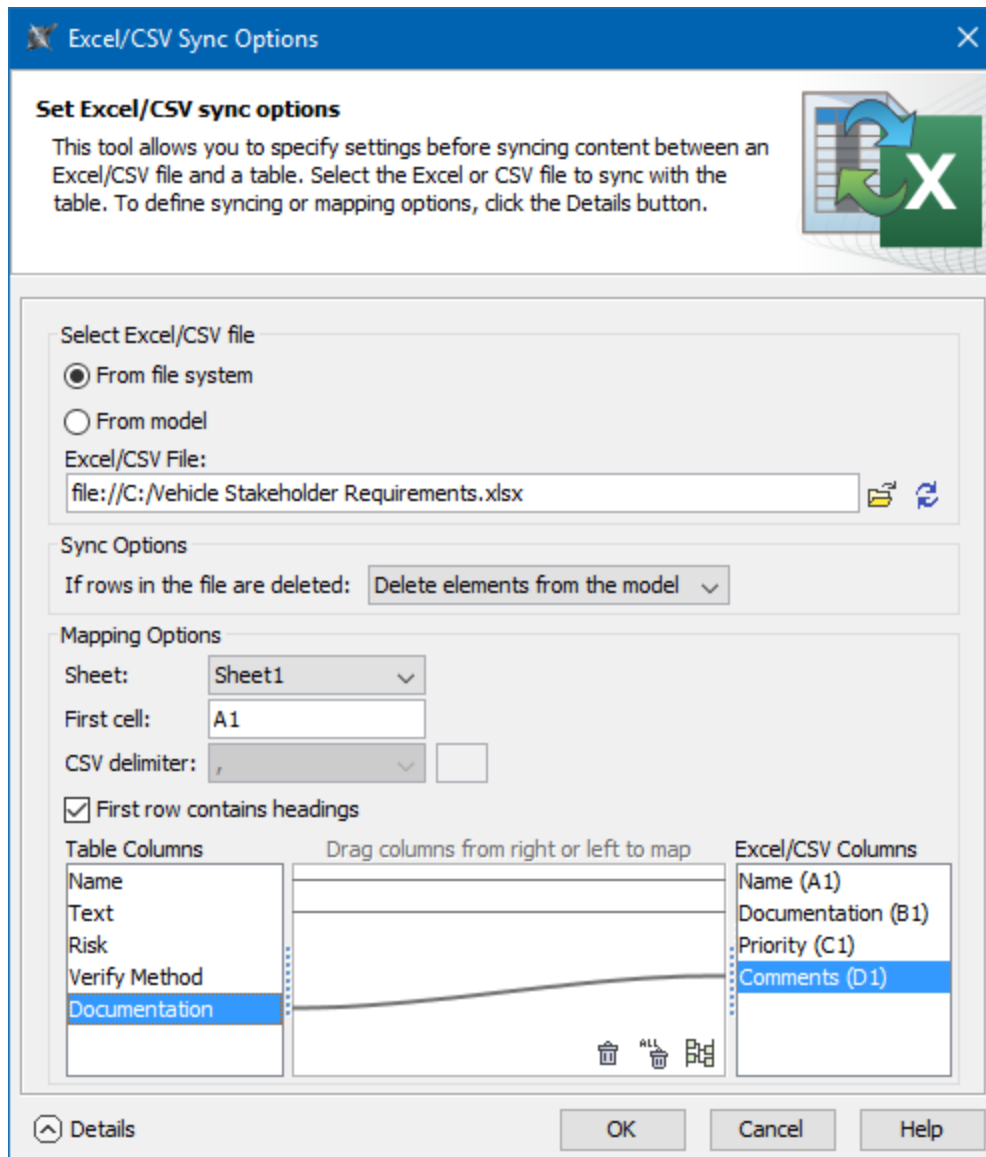 Excel/CSV Sync Options
Set Excel/CSV sync options
This tool allows you to specify settings before syncing content between an
Excel/CSV file and a table. Select the Excel or CSV file to sync with the
table. To define syncing or mapping options, click the Details button.
X
Select Excel/CSV file
From file system
From model
Excel/CSV File:
file://C:/Vehicle Stakeholder Requirements.xlsx
Sync Options
If rows in the file are deleted: Delete elements from the model
Mapping Options
Sheet: Sheet1
First cell: A1
CSV delimiter: ,
First row contains headings
Table Columns Drag columns from right or left to map Excel/CSV Columns
Name Name (A1)
Text Documentation (B1)
Risk Priority (C1)
Verify Method Comments (D1)
Documentation
ALL
Details OK Cancel Help